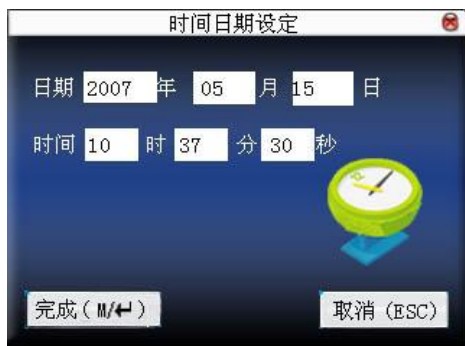 时间日期设定
日期 2007 年 05 月 15 日
时间 10 时 37 分 30 秒
完成(M/↵) 取消(ESC)